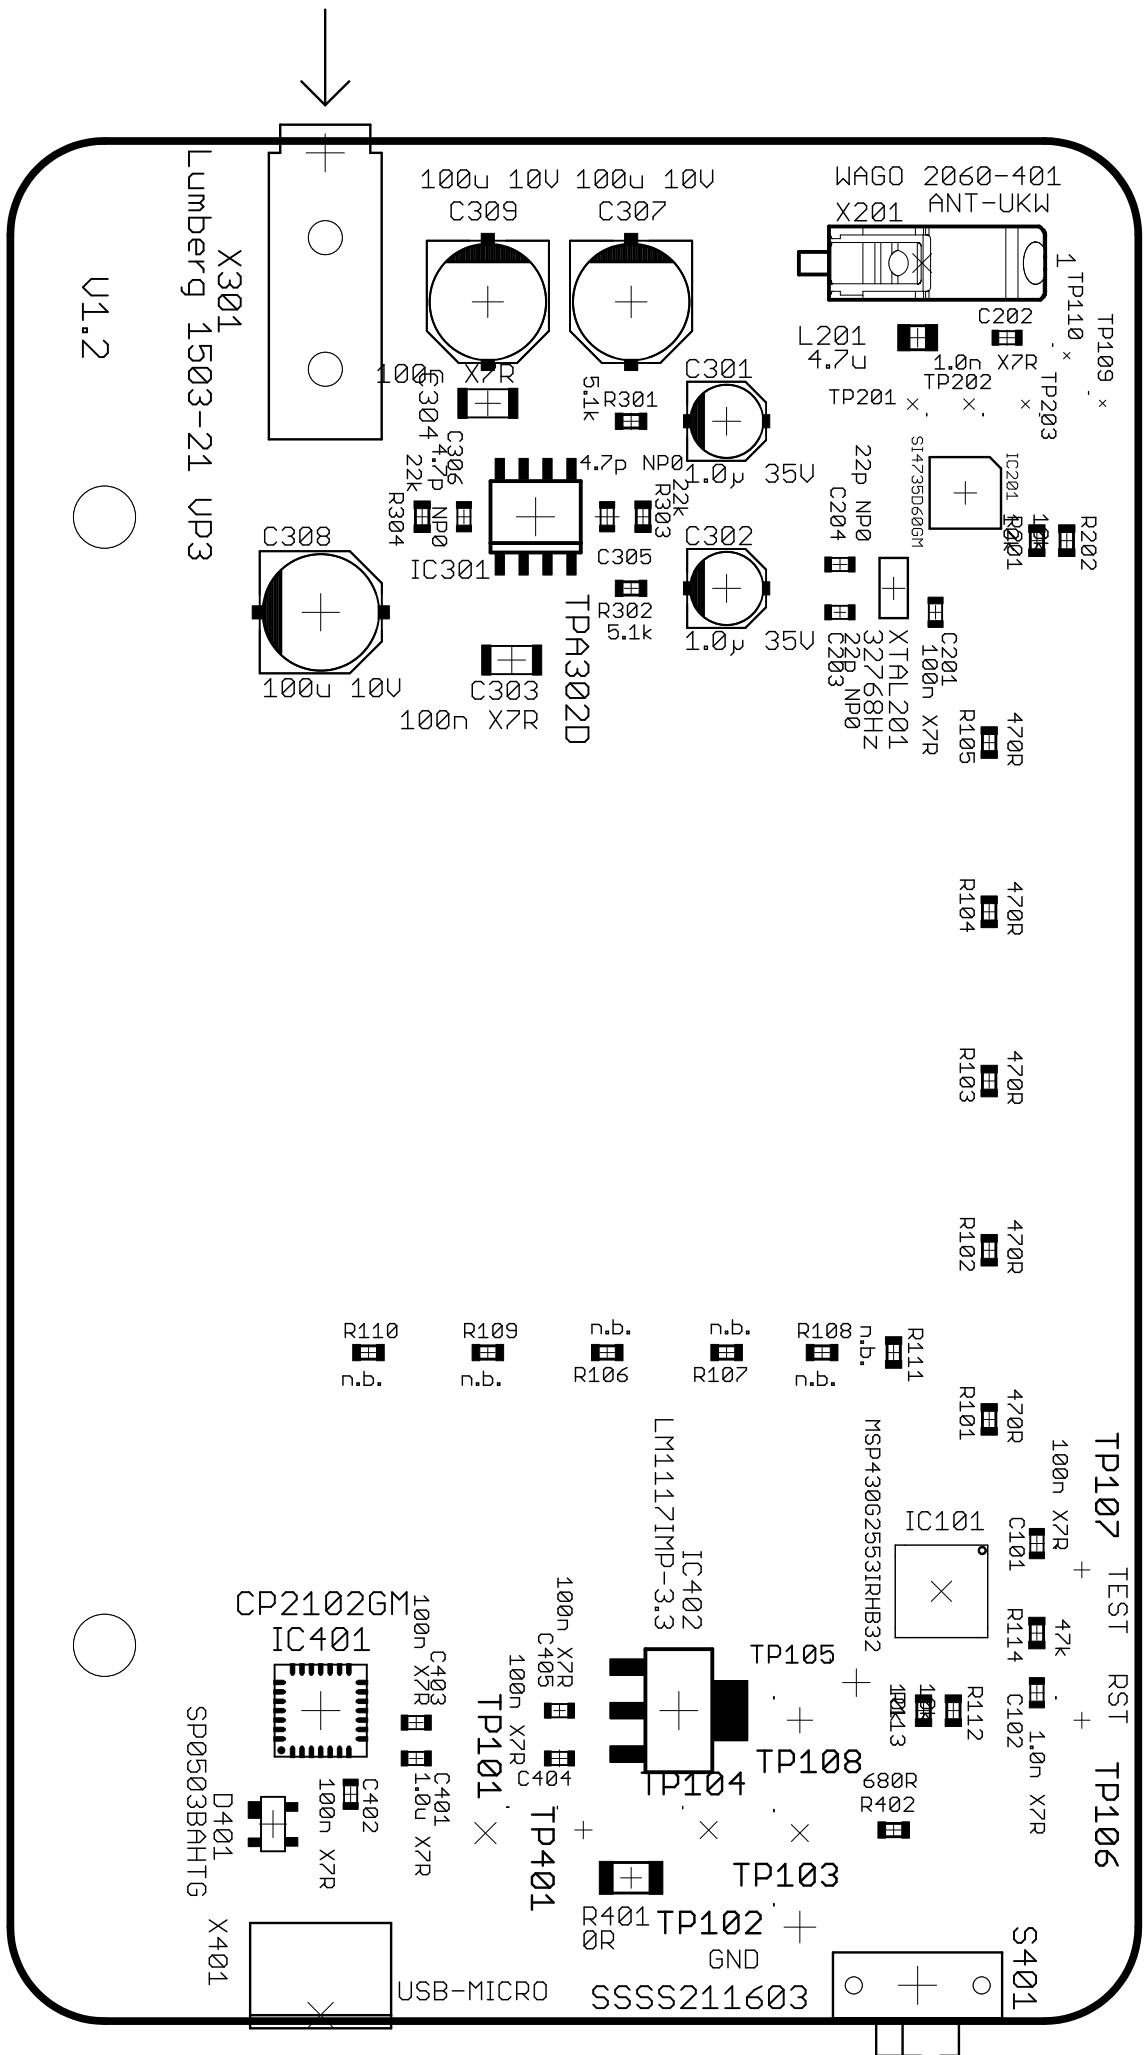 100u 10V
C309
100u 10V
C307
WAGO 2060-401
ANT-UKW
X201
1
TP110
TP109
X301
Lumberg 1503-21 VP3
V1.2
L201
4.7u
C202
1.0n X7R
TP201
TP202
TP203
100n X7R
C304
5.1k
R301
C301
1.0µ 35V
C306
4.7p NP0
22k
R304
4.7p NP0
C305
22k
R303
IC301
TPA302D
R302
5.1k
C302
1.0µ 35V
C308
100u 10V
C303
100n X7R
SI4735D60GM
IC201
22p NP0
C204
C203
22p NP0
XTAL201
32768Hz
C201
100n X7R
R201
R202
R105
470R
R104
470R
R103
470R
R102
470R
R110
n.b.
R109
n.b.
n.b.
R106
n.b.
R107
R108
n.b.
R111
n.b.
R101
470R
TP107
100n X7R
C101
MSP430G2553IRHB32
IC101
TEST
47k
R114
RST
C102
1.0n X7R
TP106
R112
LM1117IMP-3.3
IC402
TP105
TP108
TP104
CP2102GM
IC401
100n X7R
C403
C401
1.0u X7R
C402
100n X7R
100n X7R
C405
100n X7R
C404
TP101
TP401
680R
R402
TP103
D401
SP0503BAHTG
R401
0R
TP102
GND
X401
USB-MICRO
SSSS211603
S401